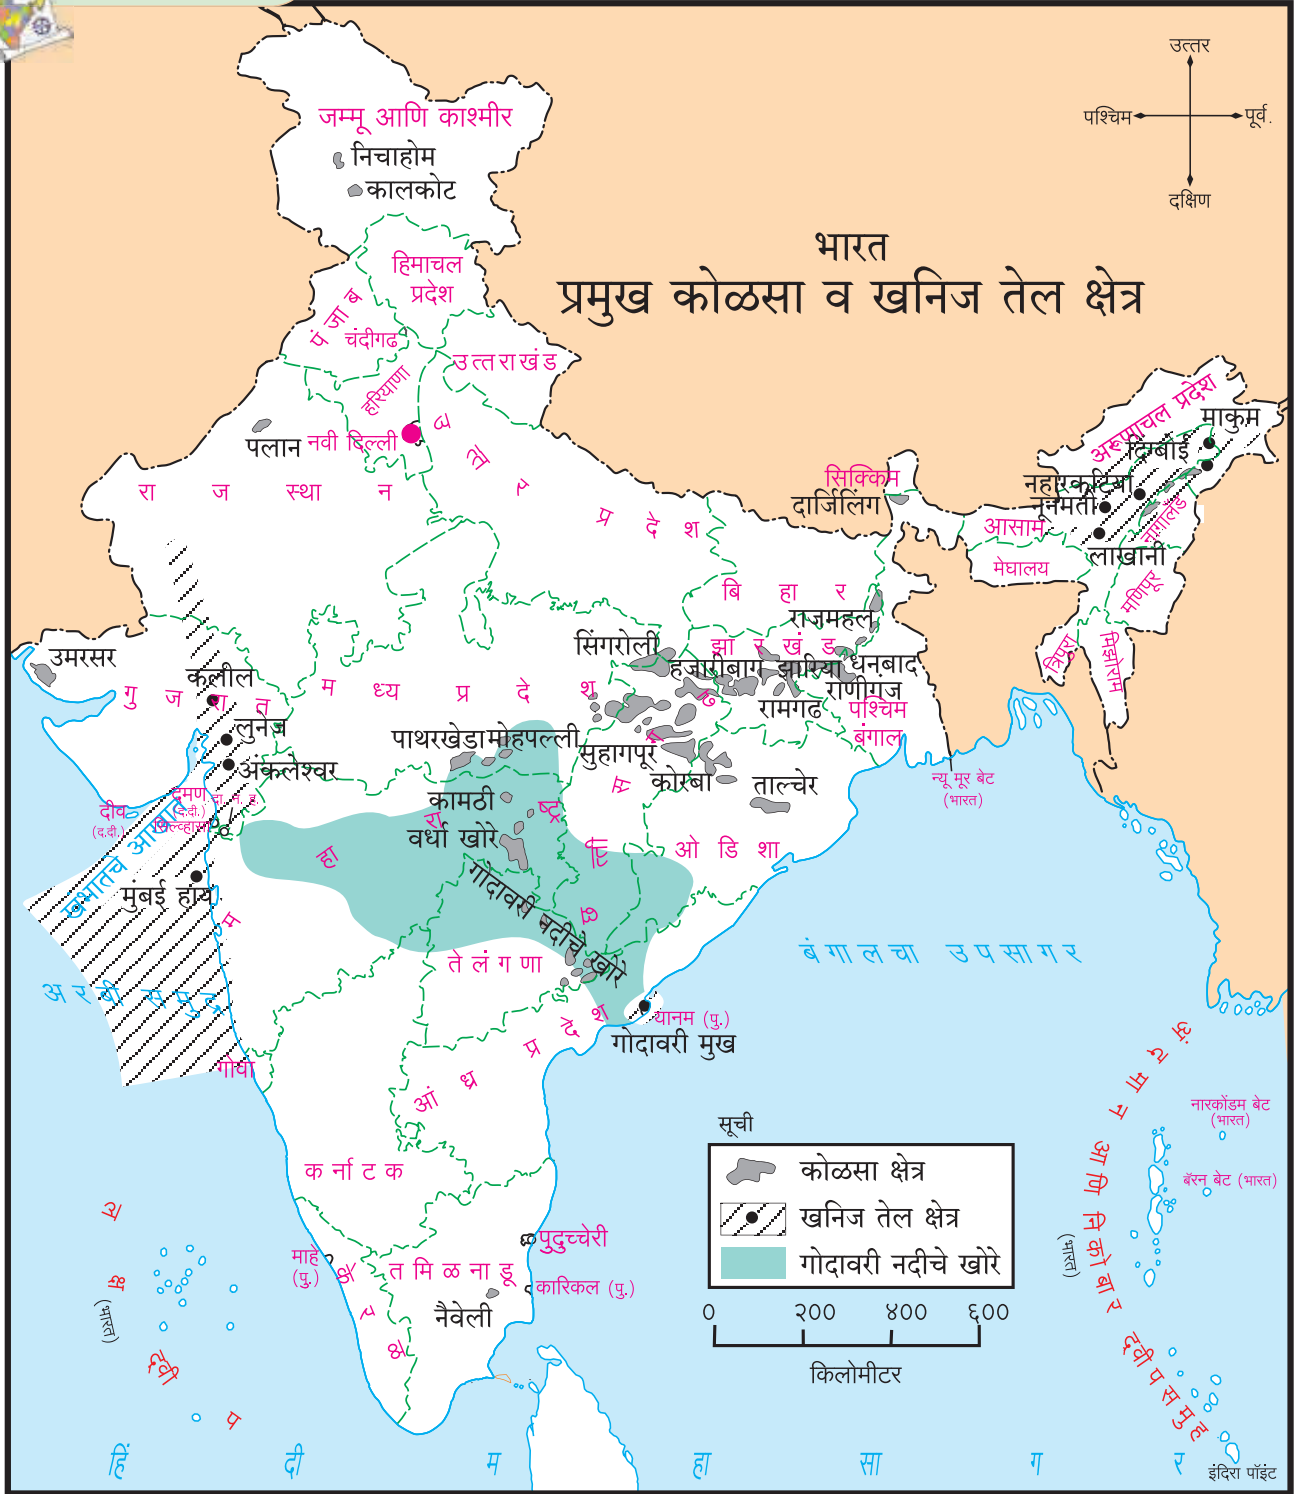 उत्तर
पश्चिम
पूर्व.
दक्षिण
भारत
प्रमुख कोळसा व खनिज तेल क्षेत्र
जम्मू आणि काश्मीर
निचाहोम
कालकोट
हिमाचल
प्रदेश
पंजाब
चंदीगढ
उत्तराखंड
हरियाणा
नवी दिल्ली
पलान
राजस्थान
उत्तर प्रदेश
सिक्किम
दार्जिलिंग
अरुणाचल प्रदेश
माकुम
दिग्बोई
नहारकटिया
नूनमती
आसाम
नागालँड
लाखानी
मेघालय
मणिपूर
त्रिपुरा
मिझोराम
बिहार
राजमहल
झारखंड
सिंगरोली
हजारीबाग
झारिया
धनबाद
राणीगंज
रामगढ
पश्चिम
बंगाल
उमरसर
कलोल
गुजरात
मध्य प्रदेश
लुनेज
अंकलेश्वर
पाथरखेडा
मोहपल्ली
सुहागपूर
कोरबा
ताल्चेर
न्यू मूर बेट
(भारत)
दमण
(द.दी.)
दा. न. ह.
सिल्व्हासा
दीव
(द.दी.)
खंभातचे आखात
कामठी
वर्धा खोरे
छत्तीसगढ
ओडिशा
महाराष्ट्र
मुंबई हाय
गोदावरी नदीचे खोरे
तेलंगणा
बंगालचा उपसागर
अरबी समुद्र
यानम (पु.)
गोदावरी मुख
गोवा
आंध्र प्रदेश
कर्नाटक
अंदमान आणि निकोबार द्वीपसमुह
(भारत)
नारकोंडम बेट
(भारत)
बॅरन बेट (भारत)
सूची
कोळसा क्षेत्र
खनिज तेल क्षेत्र
गोदावरी नदीचे खोरे
० २०० ४०० ६००
किलोमीटर
पुदुच्चेरी
माहे
(पु.)
केरळ
तमिळनाडू
कारिकल (पु.)
नैवेली
लक्षद्वीप
(भारत)
हिंदी महासागर
इंदिरा पॉइंट